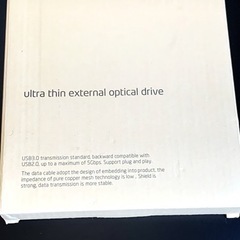 ultra thin external optical drive
USB3.0 transmission standard, backward compatible with
USB2.0, up to a maximum of 5Gbps. Support plug and play.
The data cable adopt the design of embedding into product, the
impedance of pure copper mesh technology is low, . Shield is
strong, data transmission is more stable.